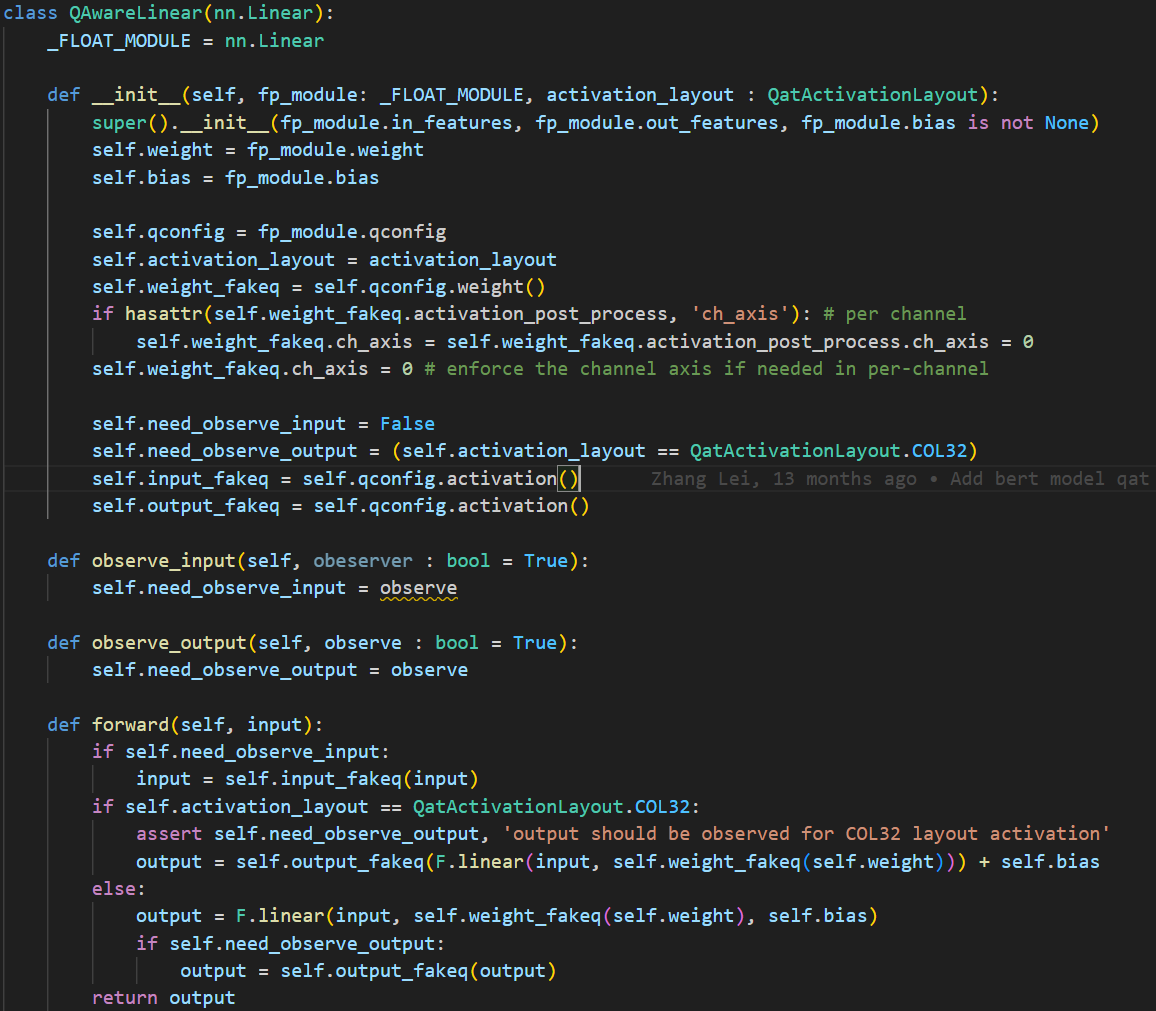 class QAwareLinear(nn.Linear):
    _FLOAT_MODULE = nn.Linear

    def __init__(self, fp_module: _FLOAT_MODULE, activation_layout : QatActivationLayout):
        super().__init__(fp_module.in_features, fp_module.out_features, fp_module.bias is not None)
        self.weight = fp_module.weight
        self.bias = fp_module.bias

        self.qconfig = fp_module.qconfig
        self.activation_layout = activation_layout
        self.weight_fakeq = self.qconfig.weight()
        if hasattr(self.weight_fakeq.activation_post_process, 'ch_axis'): # per channel
            self.weight_fakeq.ch_axis = self.weight_fakeq.activation_post_process.ch_axis = 0
        self.weight_fakeq.ch_axis = 0 # enforce the channel axis if needed in per-channel

        self.need_observe_input = False
        self.need_observe_output = (self.activation_layout == QatActivationLayout.COL32)
        self.input_fakeq = self.qconfig.activation() Zhang Lei, 13 months ago • Add bert model qat
        self.output_fakeq = self.qconfig.activation()

    def observe_input(self, obeserver : bool = True):
        self.need_observe_input = observe

    def observe_output(self, observe : bool = True):
        self.need_observe_output = observe

    def forward(self, input):
        if self.need_observe_input:
            input = self.input_fakeq(input)
        if self.activation_layout == QatActivationLayout.COL32:
            assert self.need_observe_output, 'output should be observed for COL32 layout activation'
            output = self.output_fakeq(F.linear(input, self.weight_fakeq(self.weight))) + self.bias
        else:
            output = F.linear(input, self.weight_fakeq(self.weight), self.bias)
            if self.need_observe_output:
                output = self.output_fakeq(output)
        return output